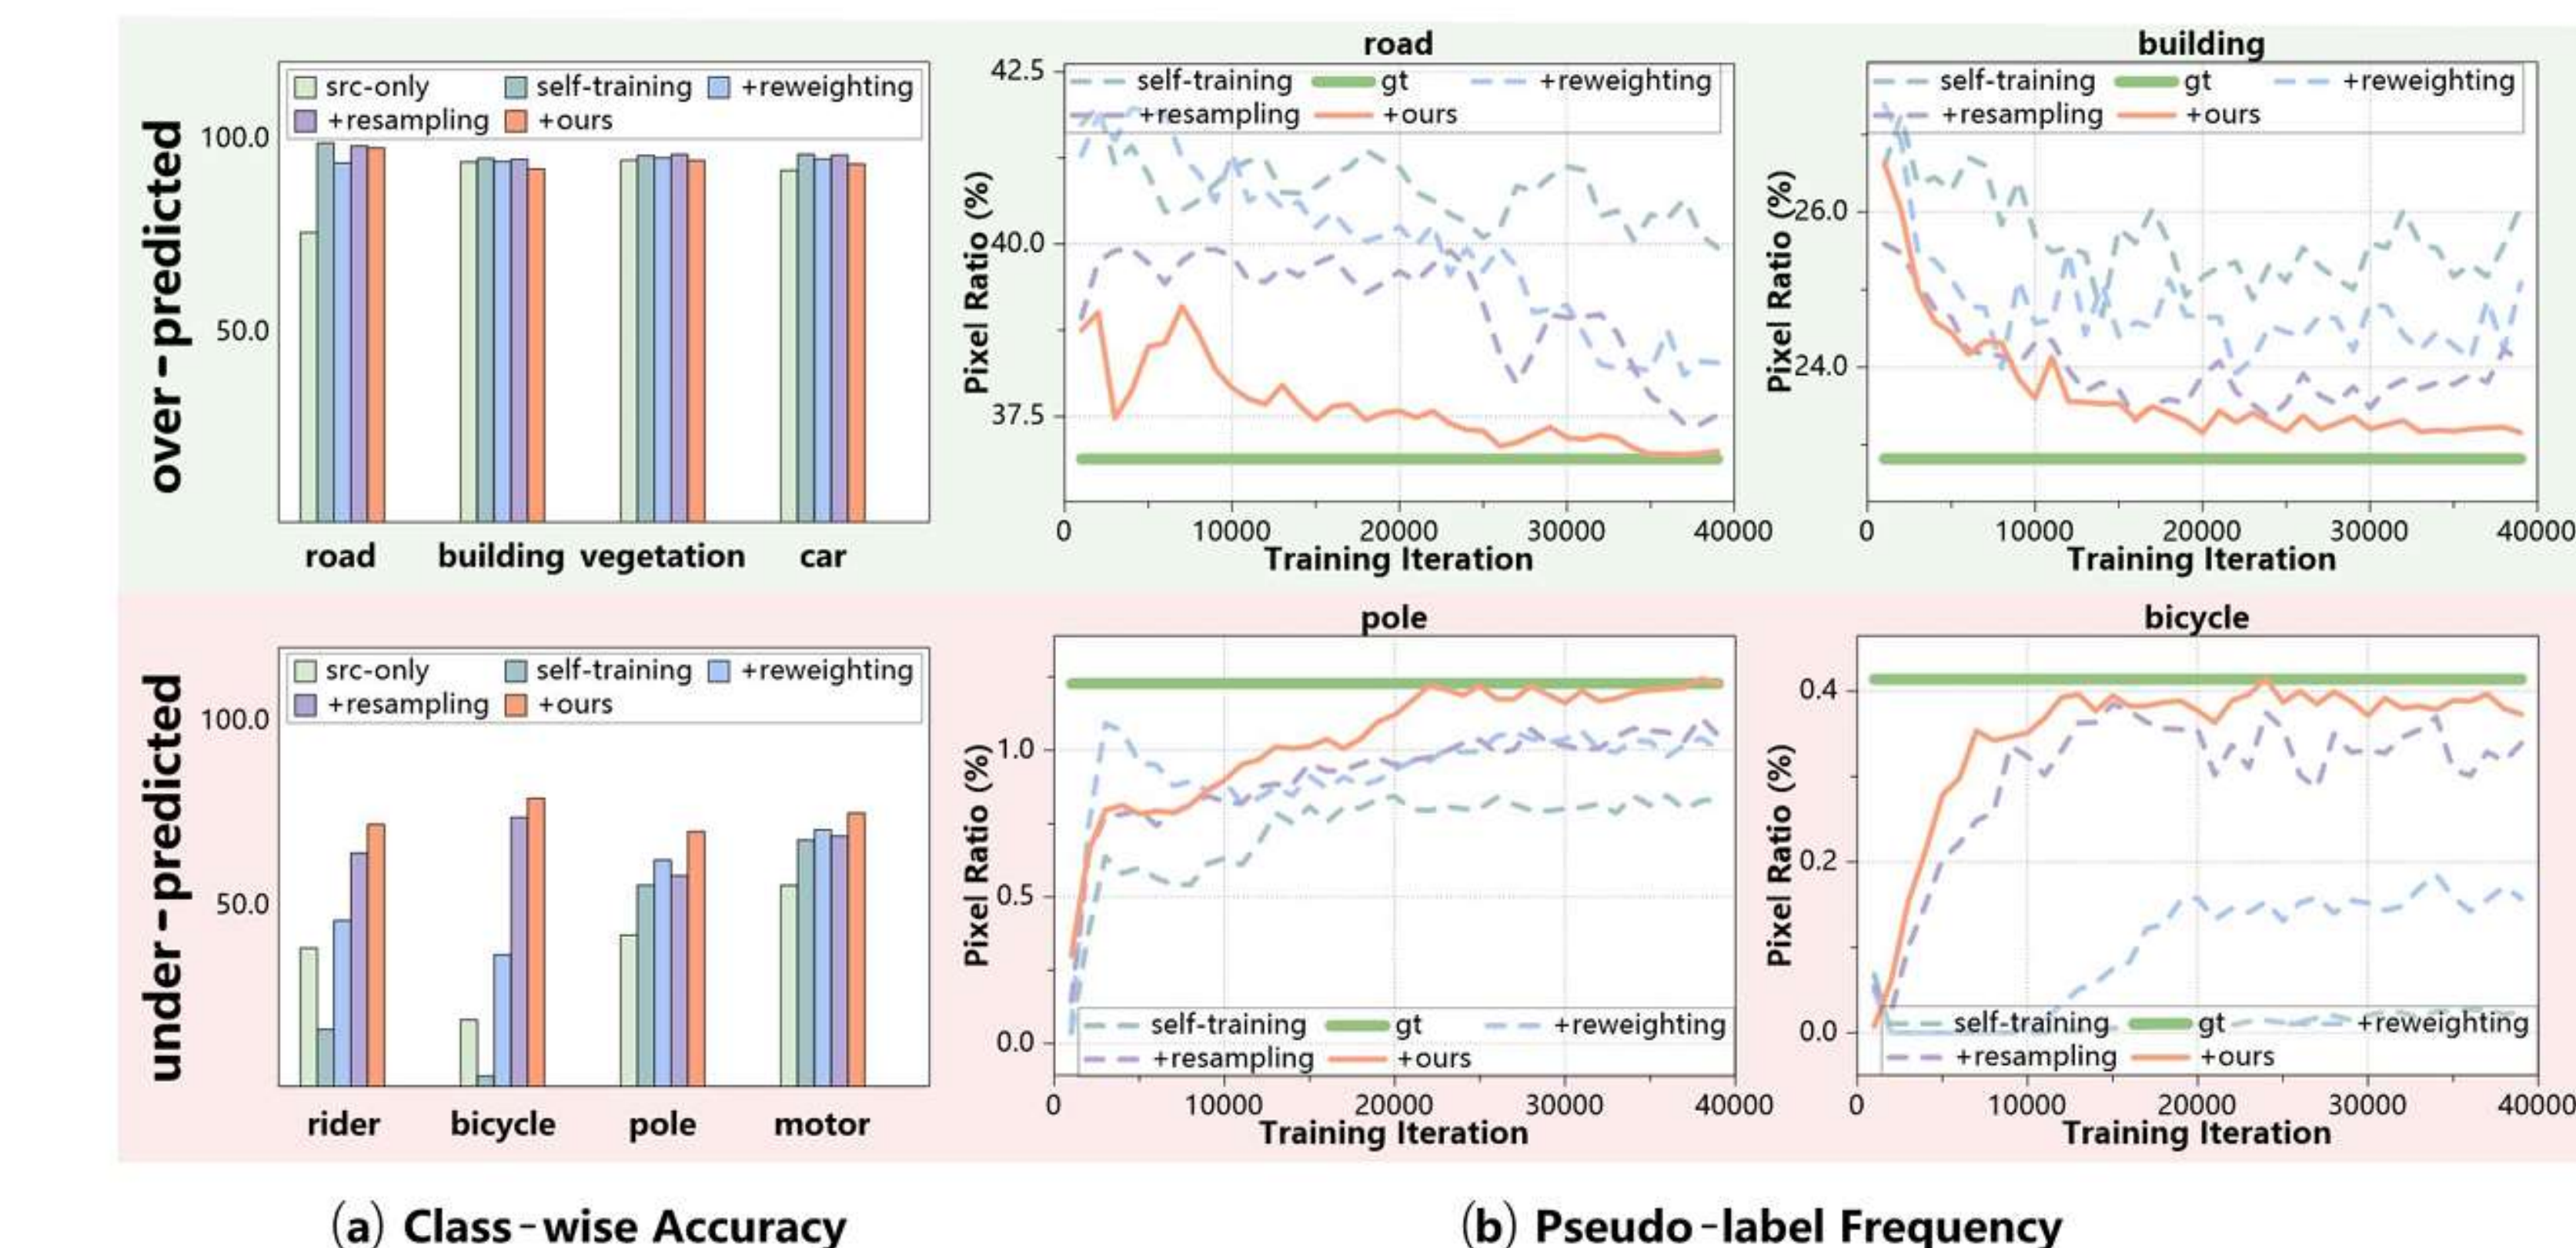 over-predicted
src-only self-training +reweighting
+resampling +ours
100.0
50.0
road building vegetation car
road
self-training gt +reweighting
+resampling +ours
Pixel Ratio (%)
42.5
40.0
37.5
0 10000 20000 30000 40000
Training Iteration
building
self-training gt +reweighting
+resampling +ours
Pixel Ratio (%)
26.0
24.0
0 10000 20000 30000 40000
Training Iteration
under-predicted
src-only self-training +reweighting
+resampling +ours
100.0
50.0
rider bicycle pole motor
pole
Pixel Ratio (%)
1.0
0.5
0.0
self-training gt +reweighting
+resampling +ours
0 10000 20000 30000 40000
Training Iteration
bicycle
Pixel Ratio (%)
0.4
0.2
0.0
self-training gt +reweighting
+resampling +ours
0 10000 20000 30000 40000
Training Iteration
(a) Class-wise Accuracy
(b) Pseudo-label Frequency